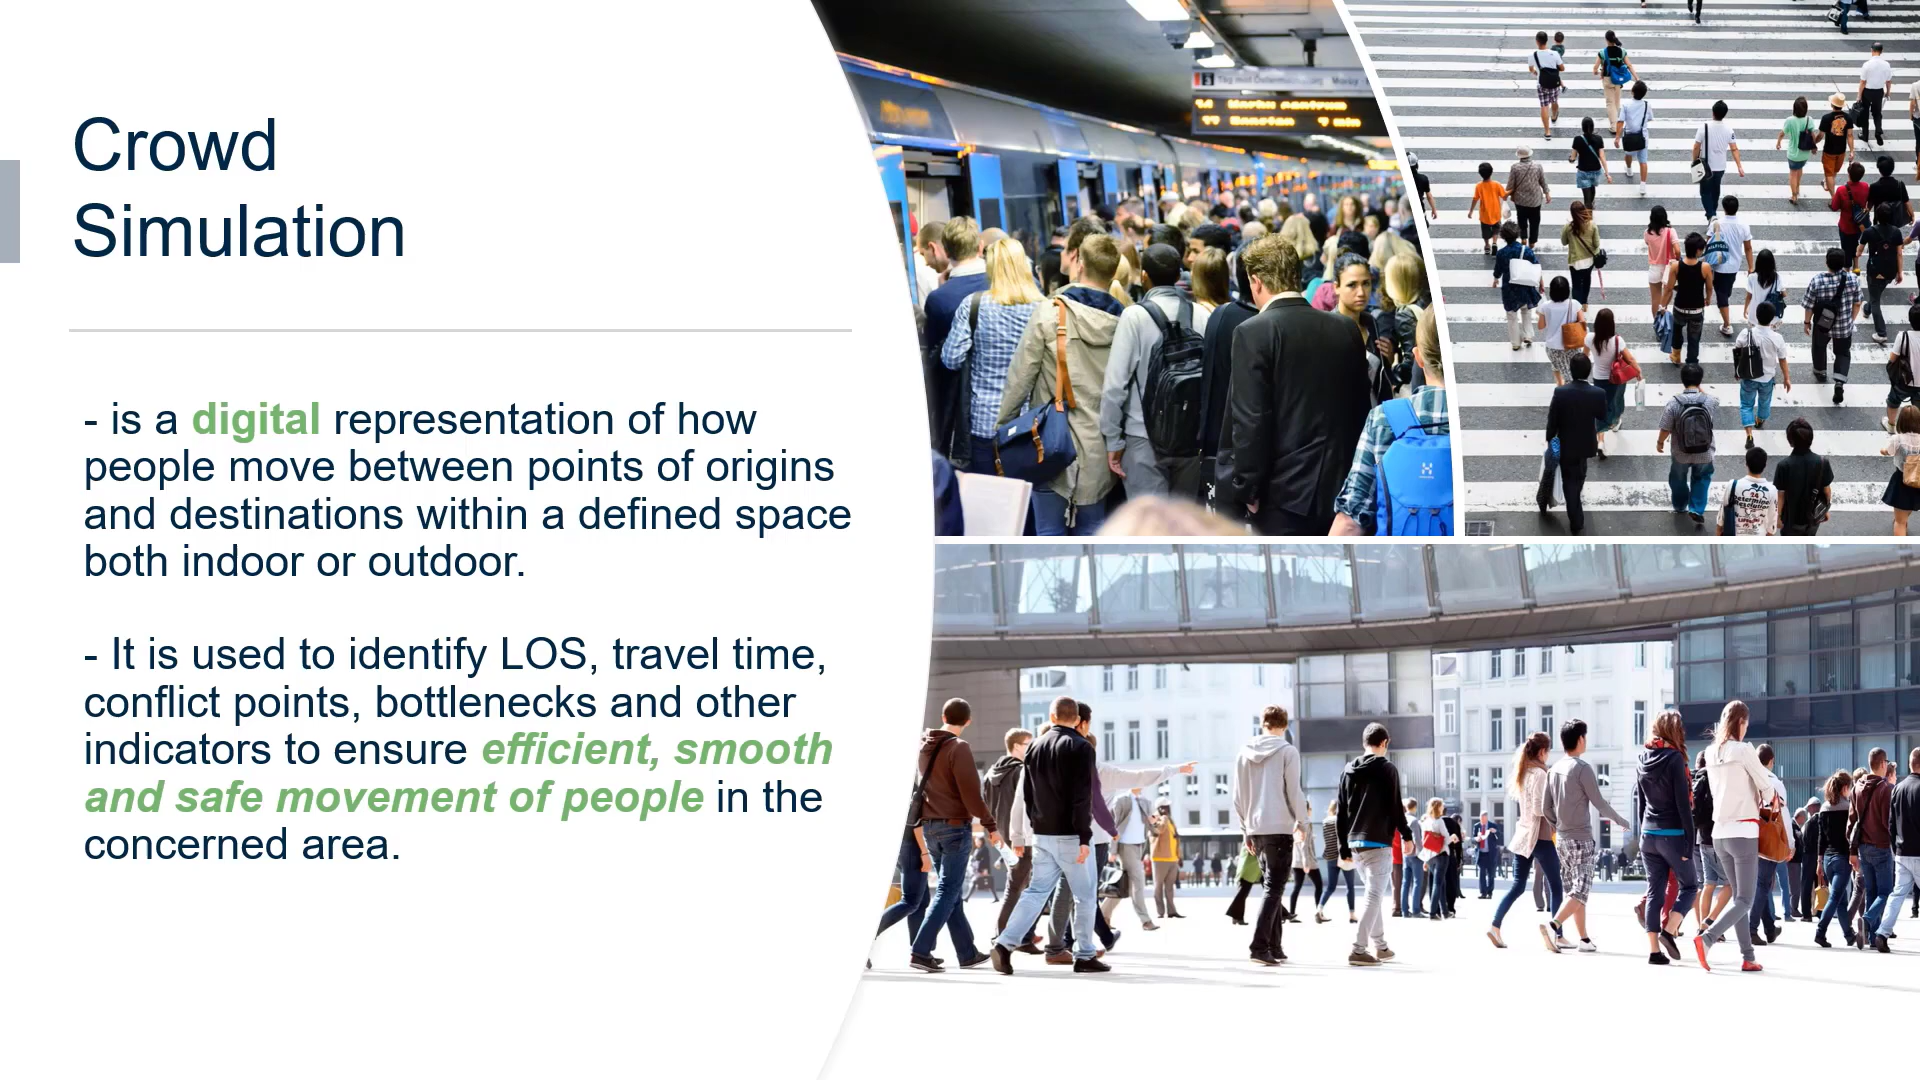 Crowd
Simulation
- is a digital representation of how
people move between points of origins
and destinations within a defined space
both indoor or outdoor.
- It is used to identify LOS, travel time,
conflict points, bottlenecks and other
indicators to ensure efficient, smooth
and safe movement of people in the
concerned area.